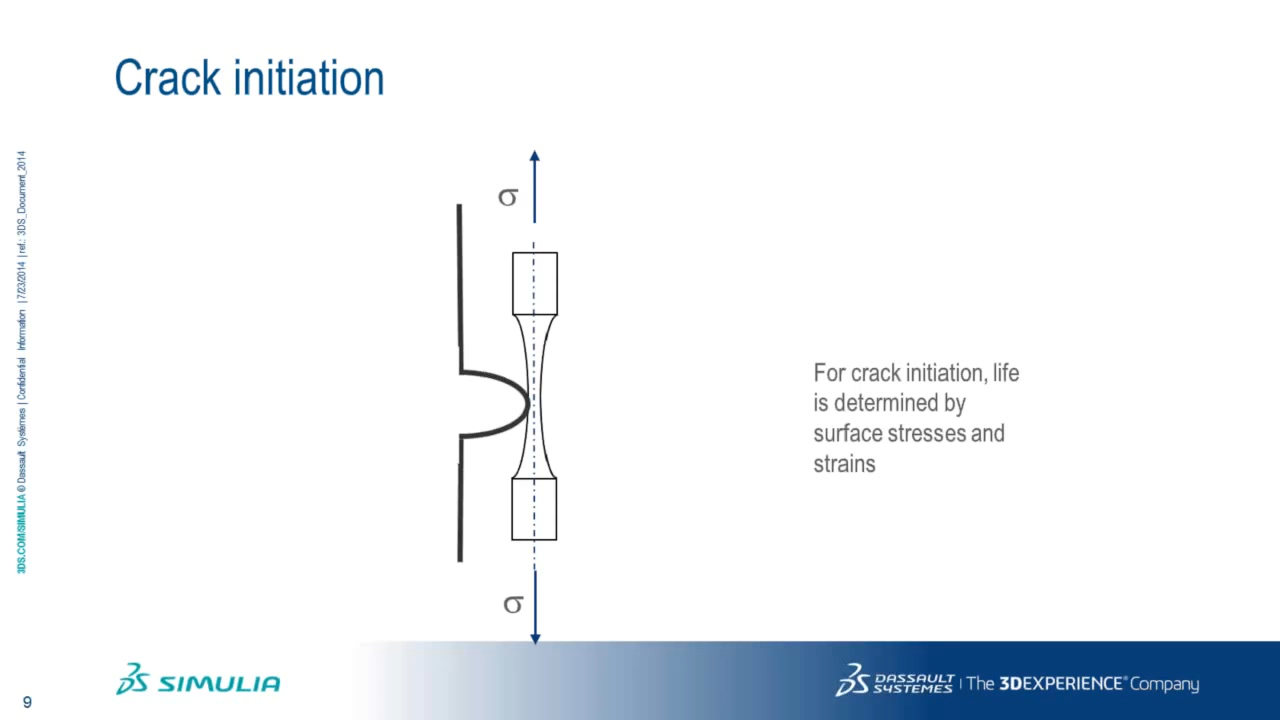 Crack initiation
σ
For crack initiation, life
is determined by
surface stresses and
strains
σ
3DS.COM/SIMULIA © Dassault Systèmes | Confidential Information | 7/23/2014 | ref.: 3DS_Document_2014
9
SIMULIA
DASSAULT
SYSTEMES | The 3DEXPERIENCE® Company